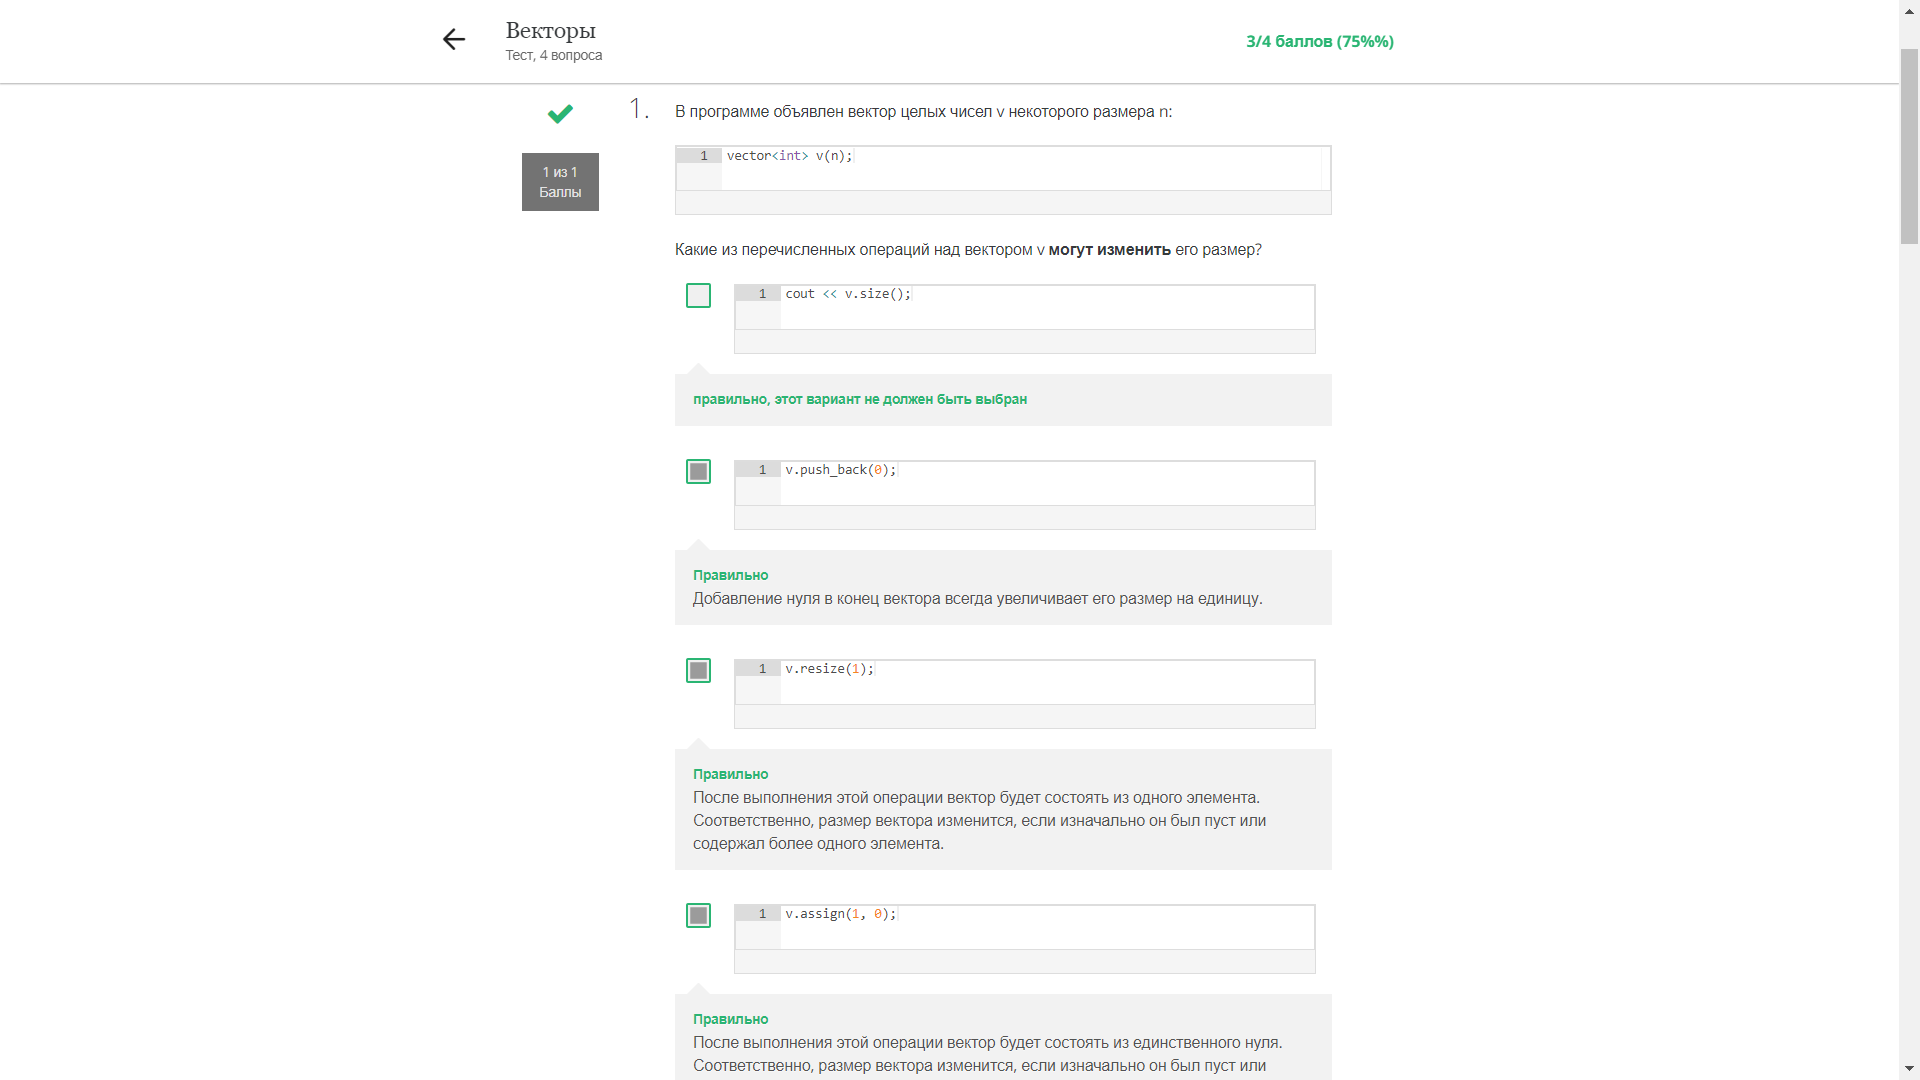 Векторы
Тест, 4 вопроса
3/4 баллов (75%%)
1 из 1
Баллы
1. В программе объявлен вектор целых чисел v некоторого размера n:
1 vector<int> v(n);
Какие из перечисленных операций над вектором v могут изменить его размер?
1 cout << v.size();
правильно, этот вариант не должен быть выбран
1 v.push_back(0);
Правильно
Добавление нуля в конец вектора всегда увеличивает его размер на единицу.
1 v.resize(1);
Правильно
После выполнения этой операции вектор будет состоять из одного элемента.
Соответственно, размер вектора изменится, если изначально он был пуст или
содержал более одного элемента.
1 v.assign(1, 0);
Правильно
После выполнения этой операции вектор будет состоять из единственного нуля.
Соответственно, размер вектора изменится, если изначально он был пуст или